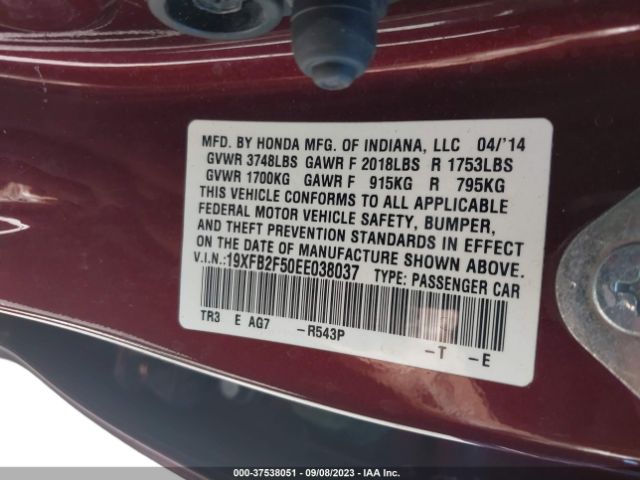 MFD. BY HONDA MFG. OF INDIANA, LLC 04/'14
GVWR 3748LBS GAWR F 2018LBS R 1753LBS
GVWR 1700KG GAWR F 915KG R 795KG
THIS VEHICLE CONFORMS TO ALL APPLICABLE
FEDERAL MOTOR VEHICLE SAFETY, BUMPER,
AND THEFT PREVENTION STANDARDS IN EFFECT
ON THE DATE OF MANUFACTURE SHOWN ABOVE.
V.I.N.:19XFB2F50EE038037 TYPE: PASSENGER CAR
TR3 E AG7 -R543P -T -E
000-37538051 - 09/08/2023 - IAA Inc. - Copart